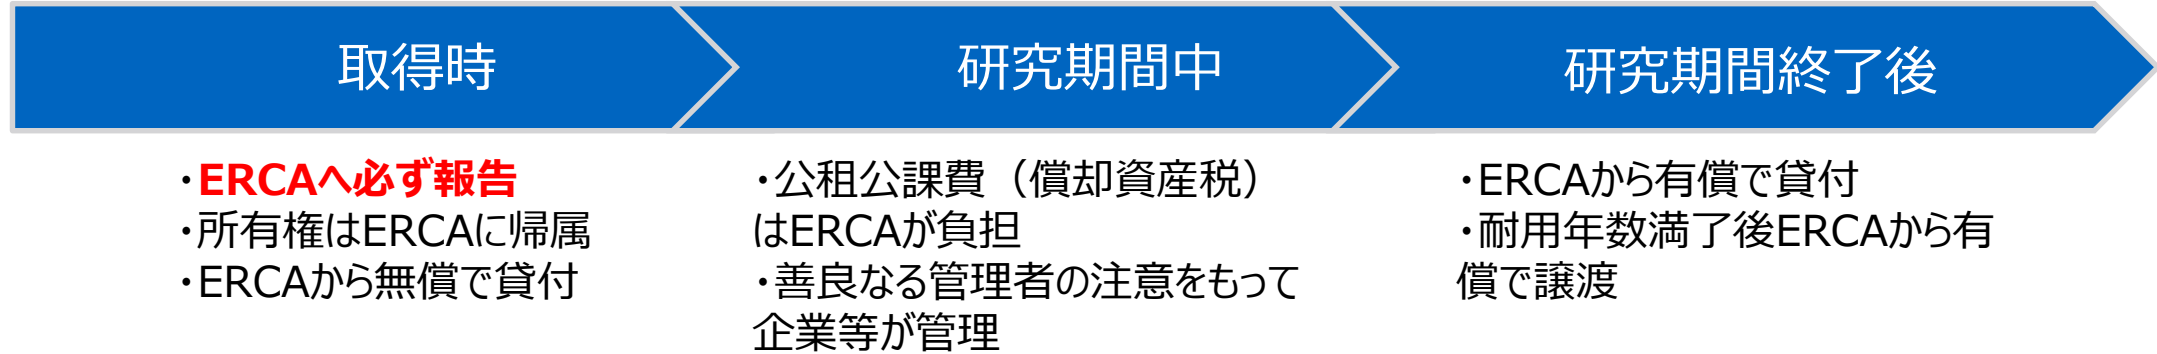 取得時
研究期間中
研究期間終了後
・ERCAへ必ず報告
・所有権はERCAに帰属
・ERCAから無償で貸付
・公租公課費（償却資産税）
はERCAが負担
・善良なる管理者の注意をもって
企業等が管理
・ERCAから有償で貸付
・耐用年数満了後ERCAから有
償で譲渡